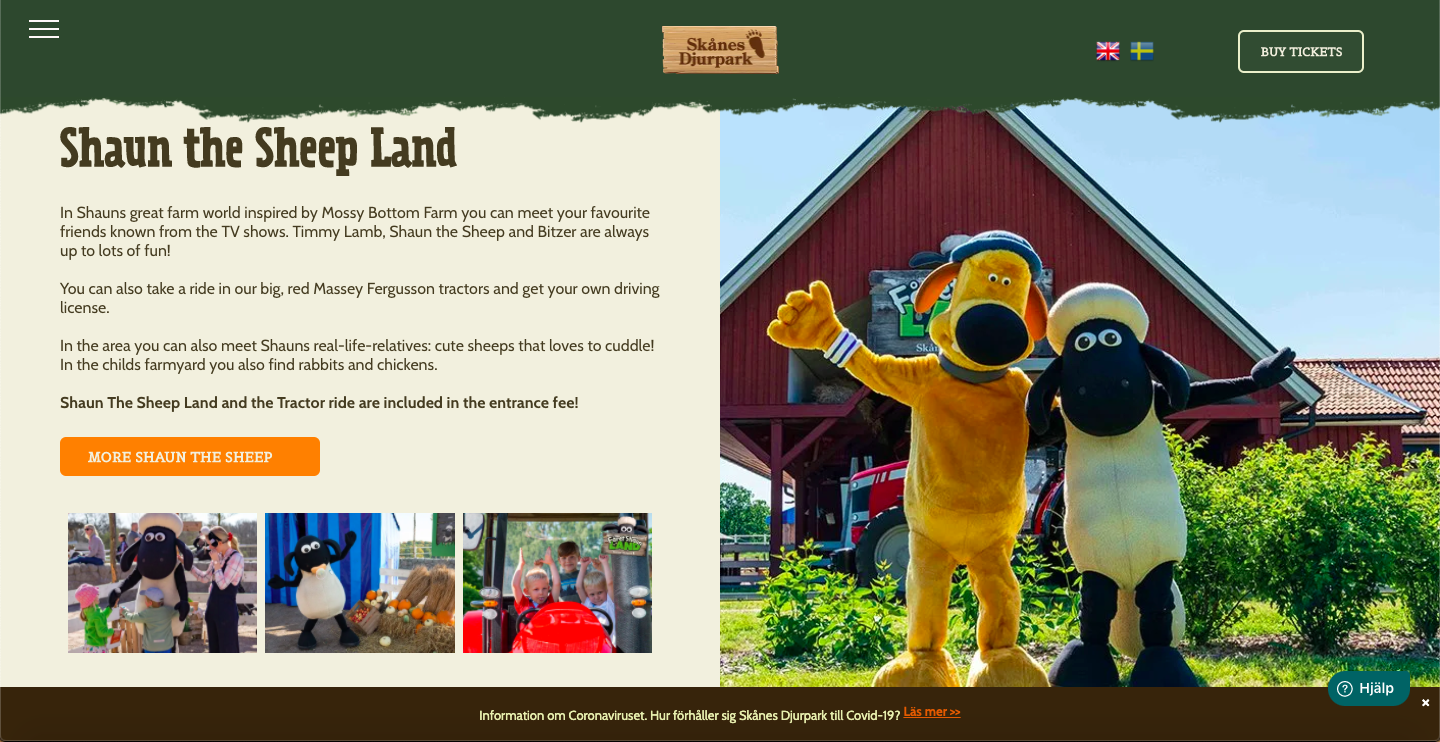 Skånes
Djurpark
BUY TICKETS
Shaun the Sheep Land
In Shauns great farm world inspired by Mossy Bottom Farm you can meet your favourite
friends known from the TV shows. Timmy Lamb, Shaun the Sheep and Bitzer are always
up to lots of fun!
You can also take a ride in our big, red Massey Fergusson tractors and get your own driving
license.
In the area you can also meet Shauns real-life-relatives: cute sheeps that loves to cuddle!
In the childs farmyard you also find rabbits and chickens.
Shaun The Sheep Land and the Tractor ride are included in the entrance fee!
MORE SHAUN THE SHEEP
LAND
Hjälp
Information om Coronaviruset. Hur förhåller sig Skånes Djurpark till Covid-19? Läs mer >>